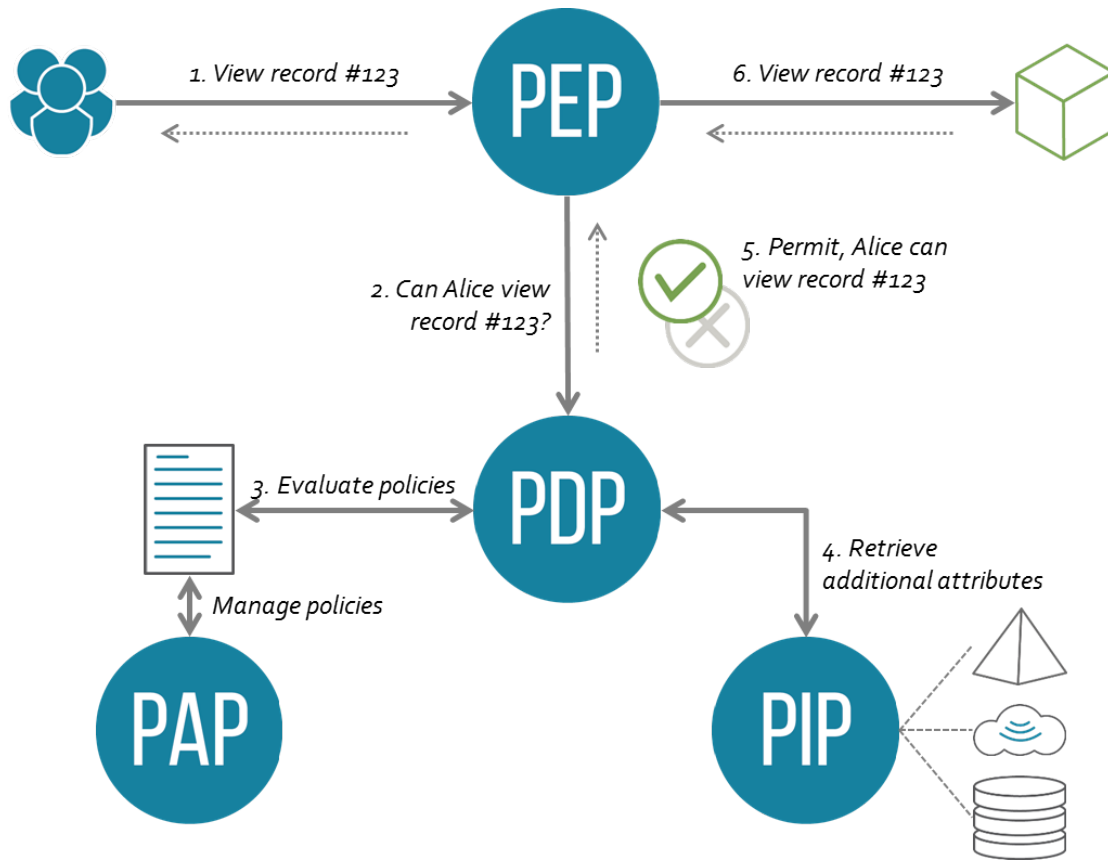 1. View record #123
PEP
6. View record #123
2. Can Alice view
record #123?
5. Permit, Alice can
view record #123
3. Evaluate policies
PDP
4. Retrieve
additional attributes
Manage policies
PAP
PIP